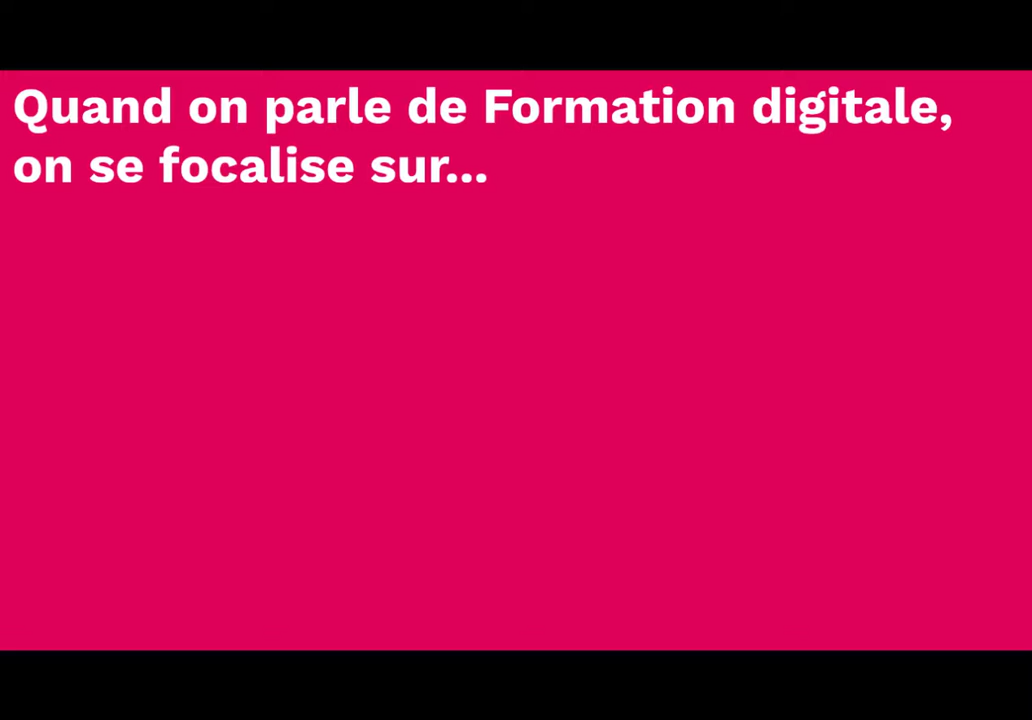 Quand on parle de Formation digitale,
on se focalise sur...